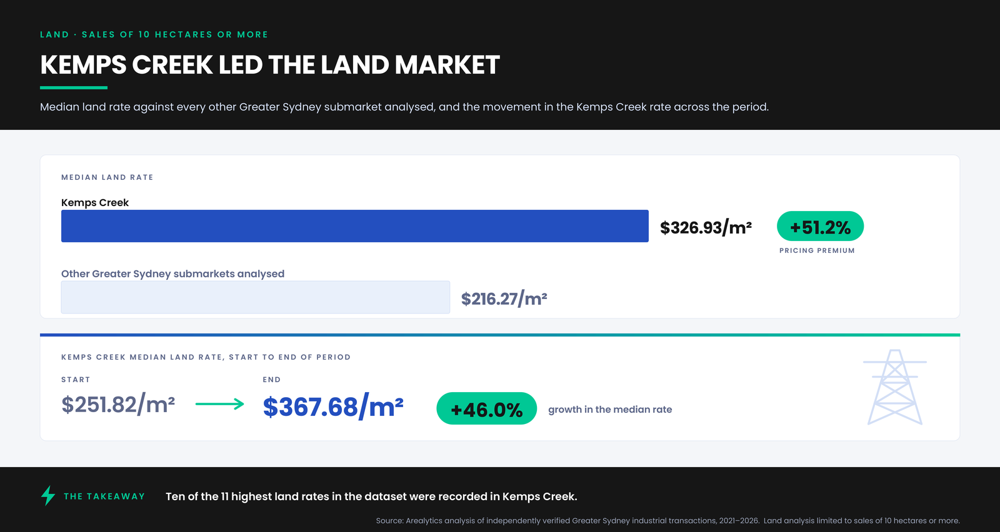 LAND · SALES OF 10 HECTARES OR MORE
KEMPS CREEK LED THE LAND MARKET
Median land rate against every other Greater Sydney submarket analysed, and the movement in the Kemps Creek rate across the period.
MEDIAN LAND RATE
Kemps Creek
$326.93/m²
+51.2%
PRICING PREMIUM
Other Greater Sydney submarkets analysed
$216.27/m²
KEMPS CREEK MEDIAN LAND RATE, START TO END OF PERIOD
START
END
$251.82/m²
$367.68/m²
+46.0%
growth in the median rate
THE TAKEAWAY
Ten of the 11 highest land rates in the dataset were recorded in Kemps Creek.
Source: Arealytics analysis of independently verified Greater Sydney industrial transactions, 2021–2026. Land analysis limited to sales of 10 hectares or more.